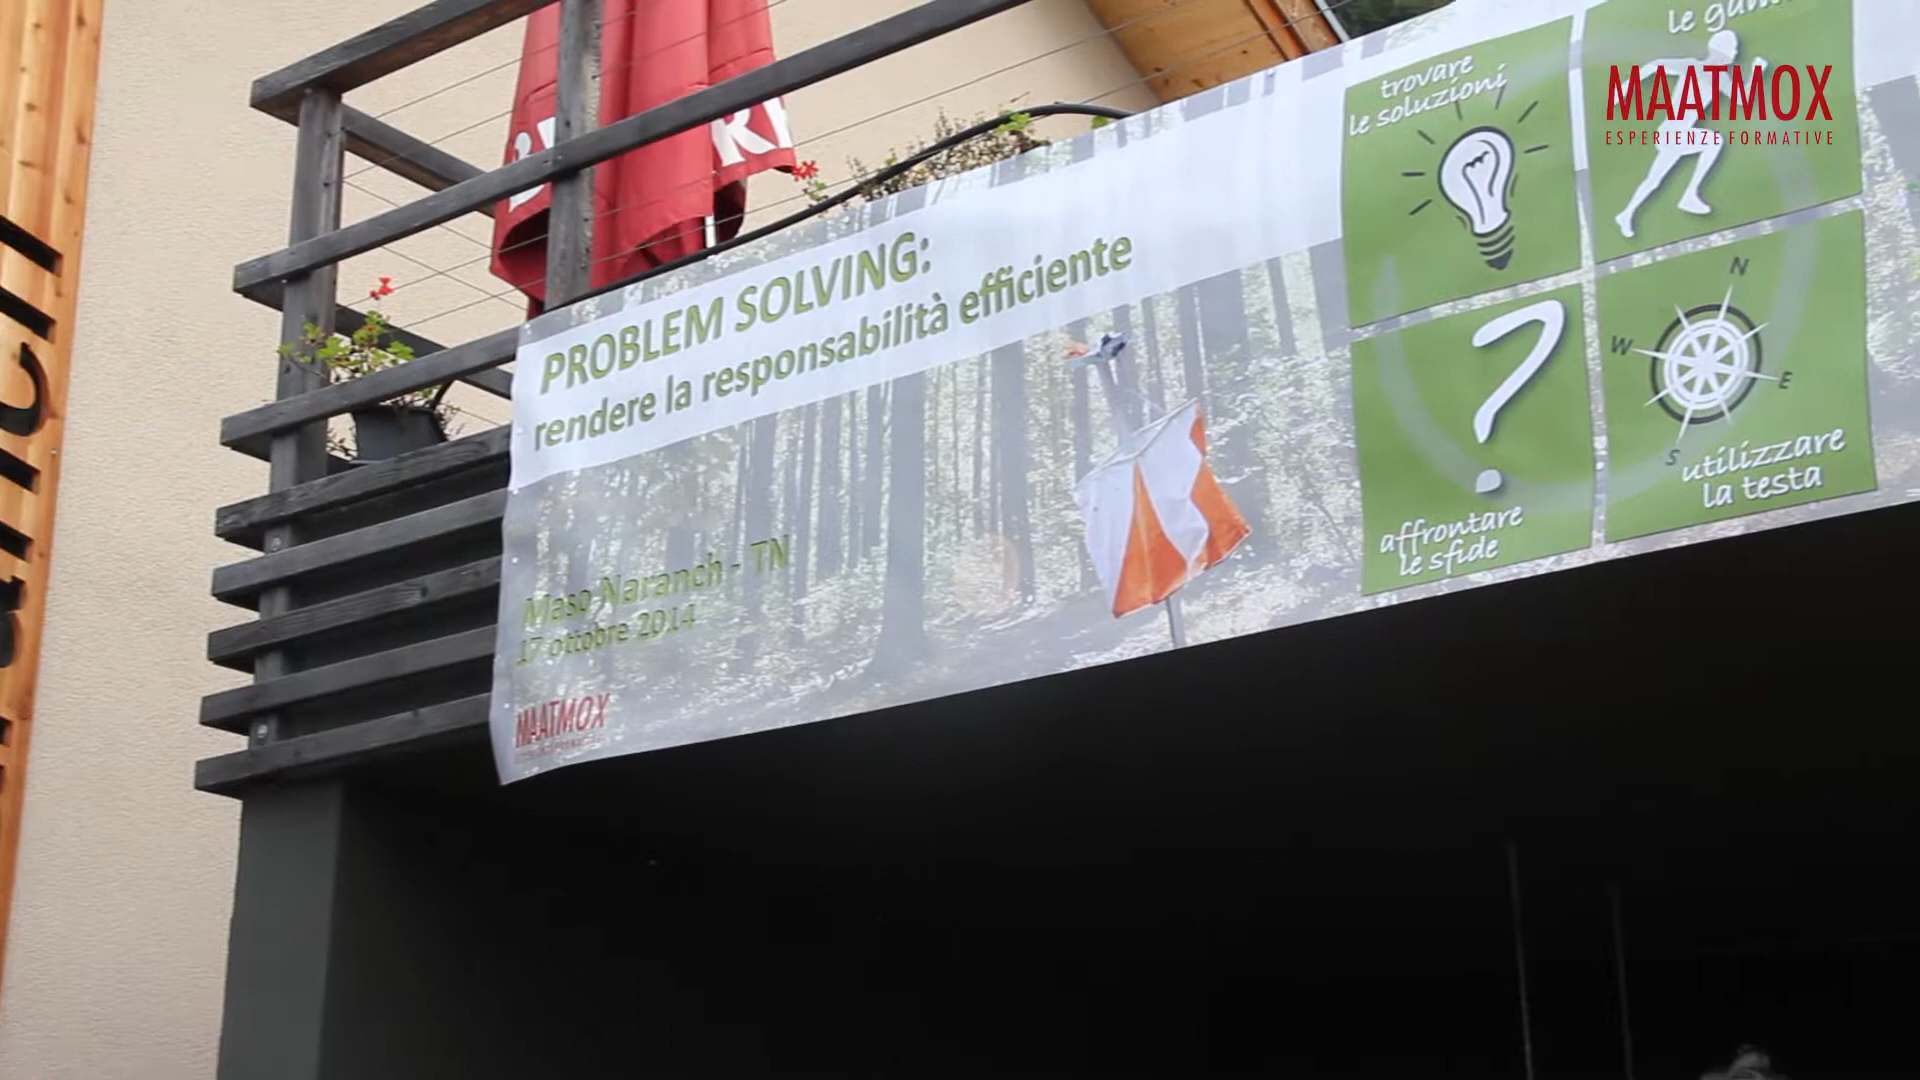 PROBLEM SOLVING:
rendere la responsabilità efficiente
Maso Naranch - TN
17 ottobre 2014
MAATMOX
trovare
le soluzioni
le
affrontare
le sfide
N
W
E
S
utilizzare
la testa
MAATMOX
ESPERIENZE FORMATIVE